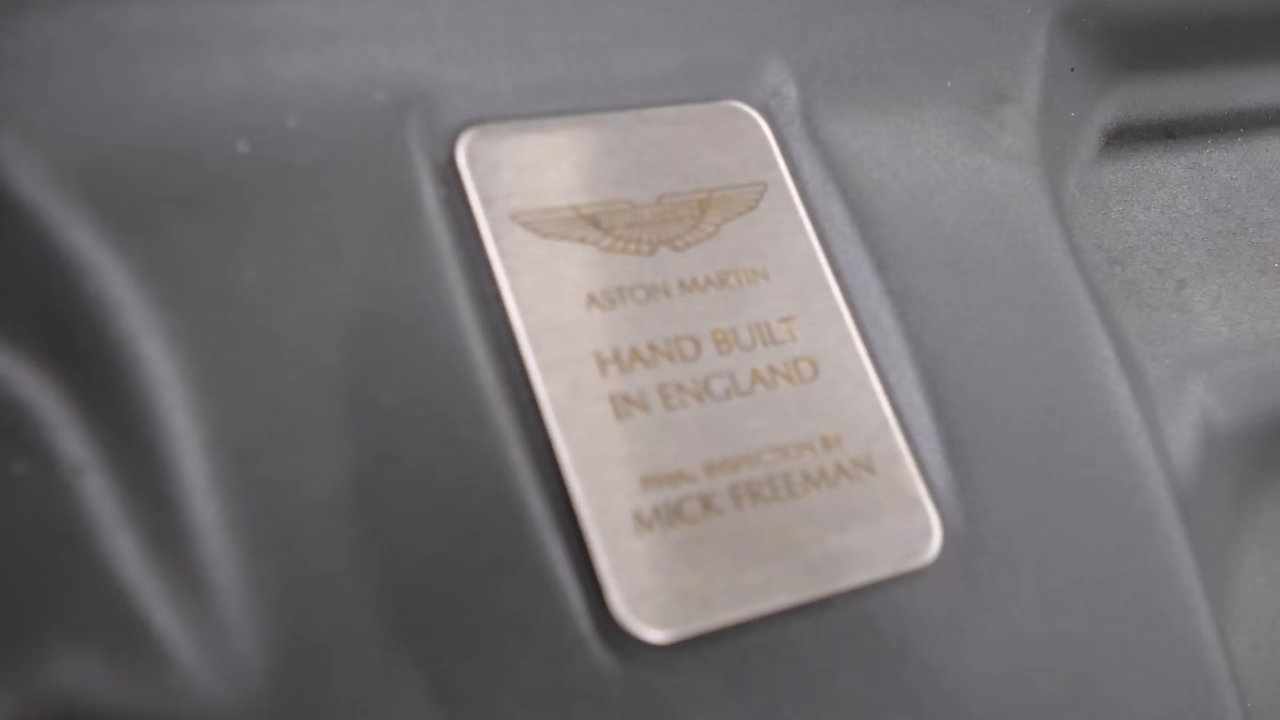 ASTON MARTIN
HAND BUILT
IN ENGLAND
FINAL INSPECTION BY
MICK FREEMAN